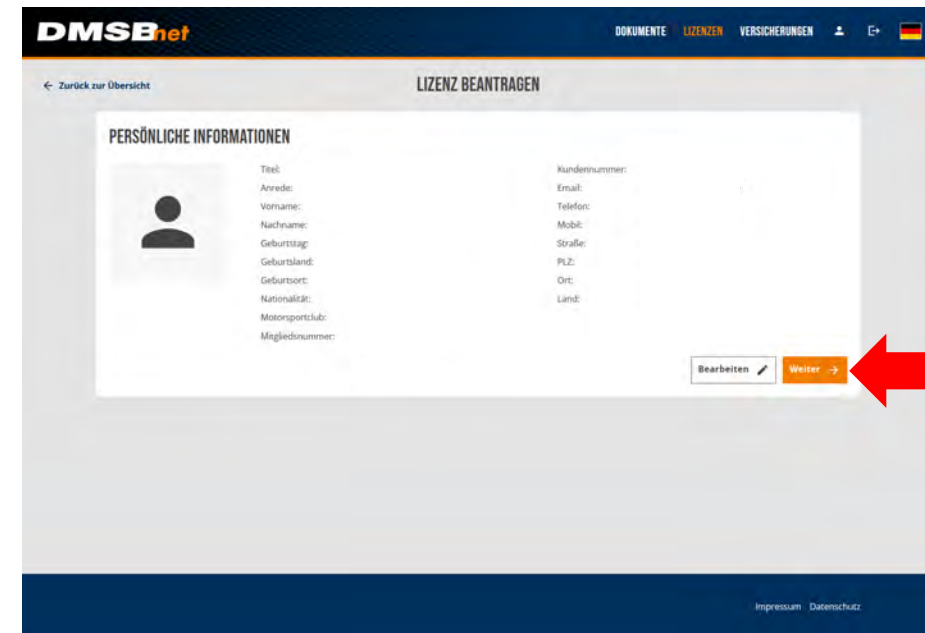 DMSBnet
DOKUMENTE LIZENZEN VERSICHERUNGEN
← Zurück zur Übersicht
LIZENZ BEANTRAGEN
PERSÖNLICHE INFORMATIONEN
Titel:
Anrede:
Vorname:
Nachname:
Geburtstag:
Geburtsland:
Geburtsort:
Nationalität:
Motorsportclub:
Mitgliedsnummer:
Kundennummer:
Email:
Telefon:
Mobil:
Straße:
PLZ:
Ort:
Land:
Bearbeiten
Weiter →
Impressum Datenschutz